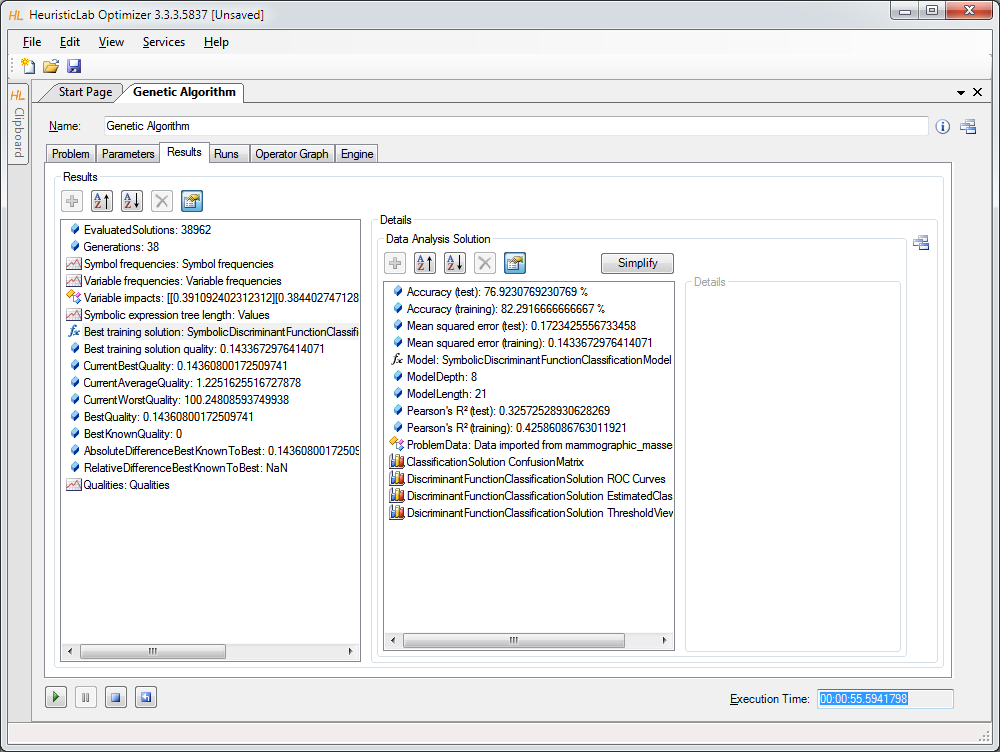 HL HeuristicLab Optimizer 3.3.3.5837 [Unsaved]
File Edit View Services Help
HL Clipboard
Start Page Genetic Algorithm
Name: Genetic Algorithm
Problem Parameters Results Runs Operator Graph Engine
Results
EvaluatedSolutions: 38962
Generations: 38
Symbol frequencies: Symbol frequencies
Variable frequencies: Variable frequencies
Variable impacts: [[0.391092402312312][0.384402747128
Symbolic expression tree length: Values
Best training solution: SymbolicDiscriminantFunctionClassifi
Best training solution quality: 0.1433672976414071
CurrentBestQuality: 0.14360800172509741
CurrentAverageQuality: 1.2251625516727878
CurrentWorstQuality: 100.24808593749938
BestQuality: 0.14360800172509741
BestKnownQuality: 0
AbsoluteDifferenceBestKnownToBest: 0.1436080017250
RelativeDifferenceBestKnownToBest: NaN
Qualities: Qualities
Details
Data Analysis Solution
Simplify
Accuracy (test): 76.9230769230769 %
Accuracy (training): 82.2916666666667 %
Mean squared error (test): 0.1723425556733458
Mean squared error (training): 0.1433672976414071
Model: SymbolicDiscriminantFunctionClassificationModel
ModelDepth: 8
ModelLength: 21
Pearson's R² (test): 0.32572528930628269
Pearson's R² (training): 0.42586086763011921
ProblemData: Data imported from mammographic_masse
ClassificationSolution ConfusionMatrix
DiscriminantFunctionClassificationSolution ROC Curves
DiscriminantFunctionClassificationSolution EstimatedClas
DsicriminantFunctionClassificationSolution ThresholdView
Details
Execution Time: 00:00:55.5941798